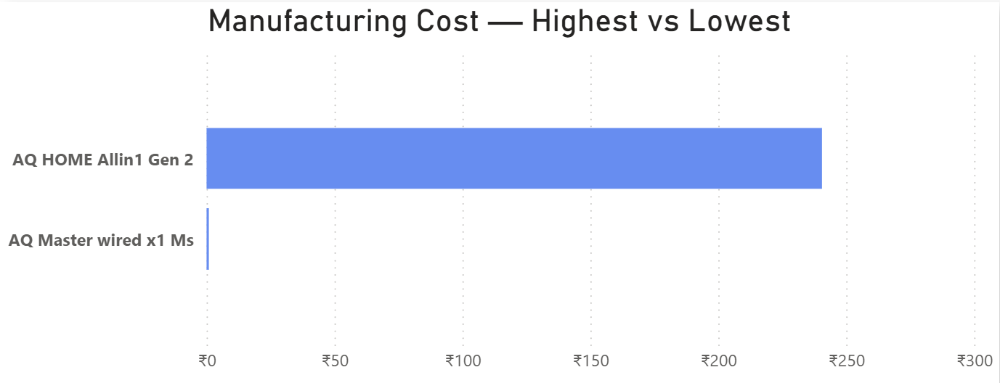 Manufacturing Cost — Highest vs Lowest
AQ HOME Allin1 Gen 2
AQ Master wired x1 Ms
₹0 ₹50 ₹100 ₹150 ₹200 ₹250 ₹300